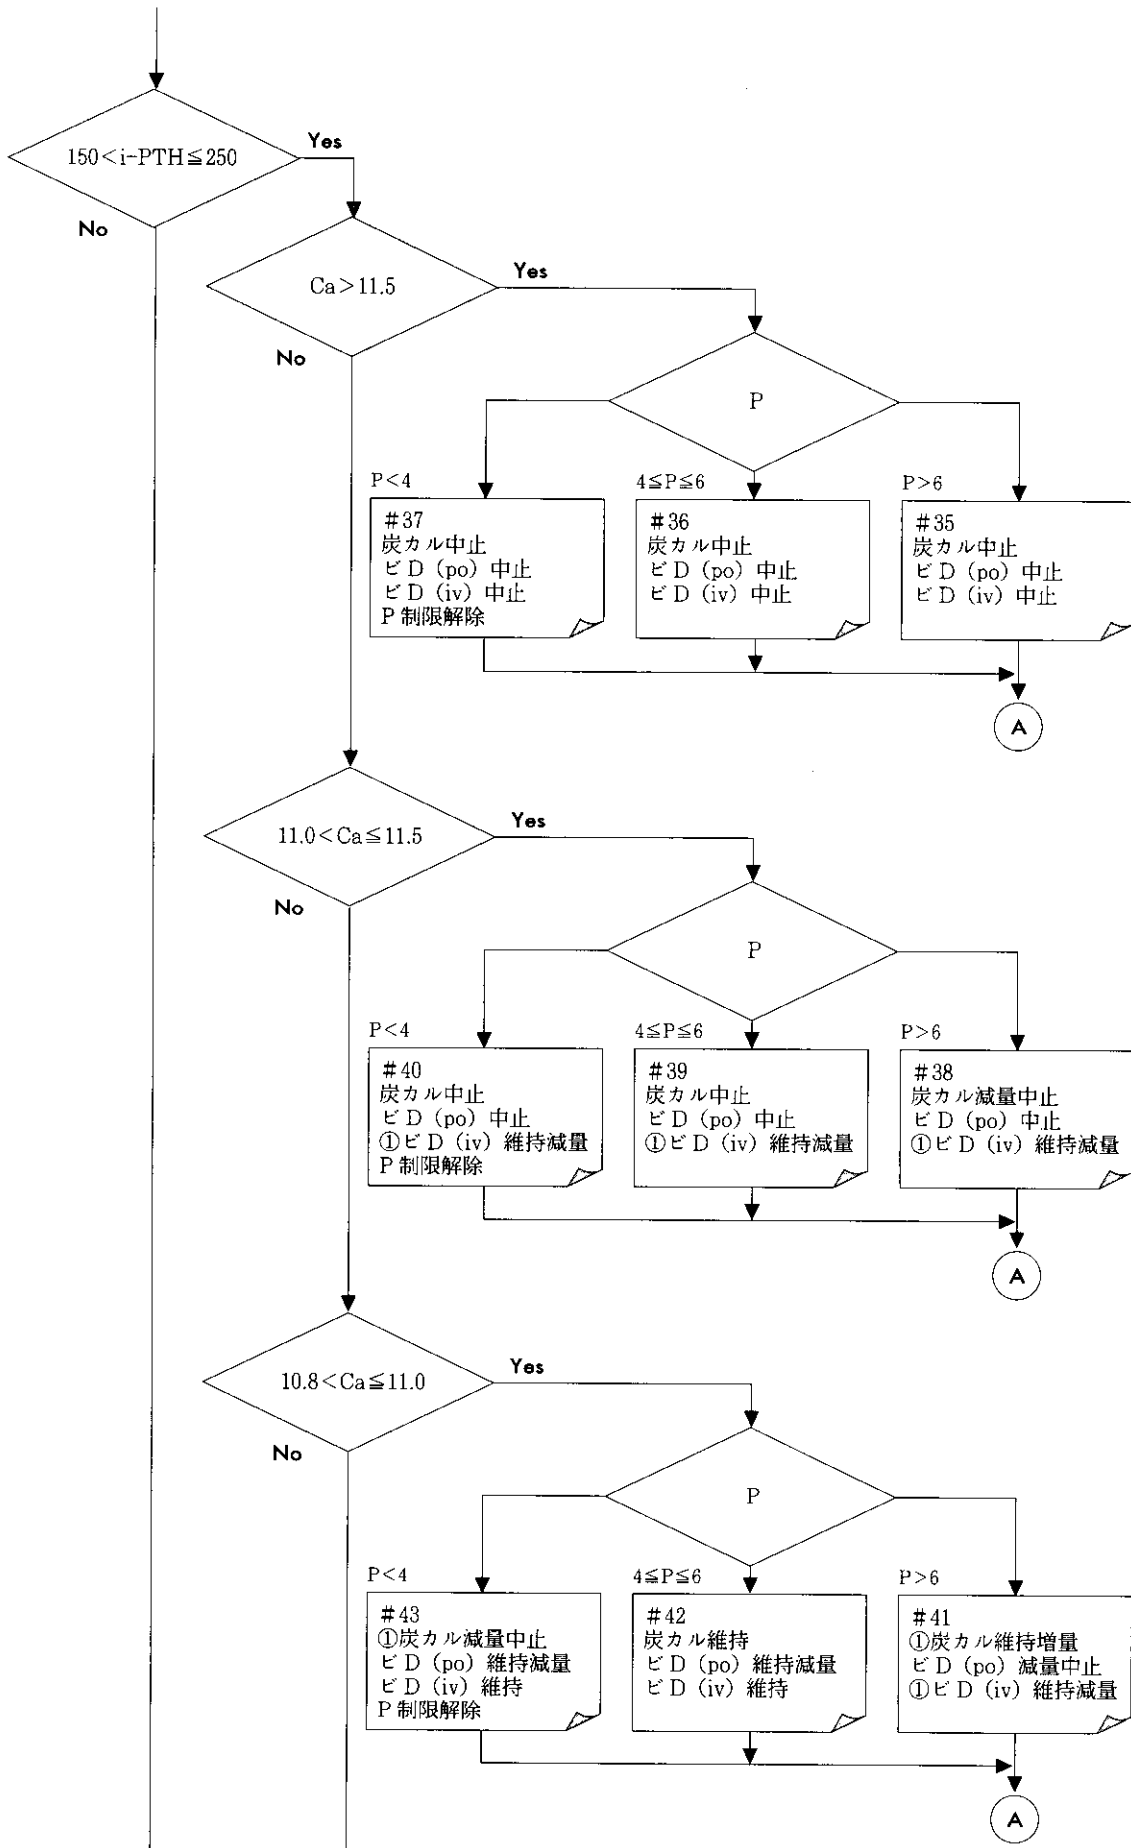 150<i-PTH≦250
Yes
No
Ca>11.5
Yes
No
P
P<4
#37
炭カル中止
ビD（po）中止
ビD（iv）中止
P制限解除
4≦P≦6
#36
炭カル中止
ビD（po）中止
ビD（iv）中止
P>6
#35
炭カル中止
ビD（po）中止
ビD（iv）中止
A
11.0<Ca≦11.5
Yes
No
P
P<4
#40
炭カル中止
ビD（po）中止
①ビD（iv）維持減量
P制限解除
4≦P≦6
#39
炭カル中止
ビD（po）中止
①ビD（iv）維持減量
P>6
#38
炭カル減量中止
ビD（po）中止
①ビD（iv）維持減量
A
10.8<Ca≦11.0
Yes
No
P
P<4
#43
①炭カル減量中止
ビD（po）維持減量
ビD（iv）維持
P制限解除
4≦P≦6
#42
炭カル維持
ビD（po）維持減量
ビD（iv）維持
P>6
#41
①炭カル維持増量
ビD（po）減量中止
①ビD（iv）維持減量
A